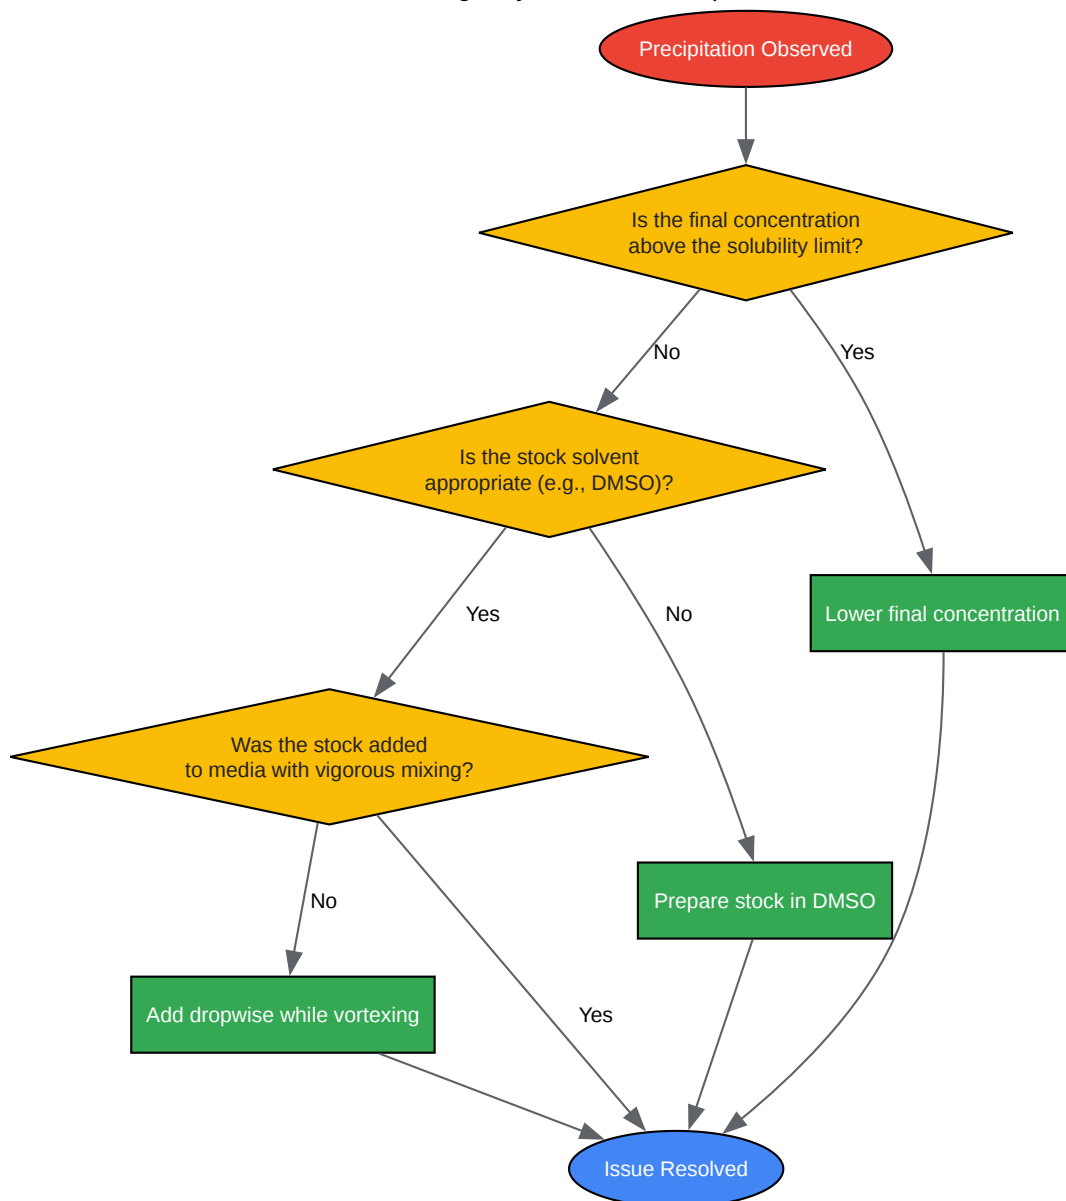 Precipitation Observed
Is the final concentration
above the solubility limit?
No
Yes
Is the stock solvent
appropriate (e.g., DMSO)?
Lower final concentration
Yes
No
Was the stock added
to media with vigorous mixing?
No
Prepare stock in DMSO
Add dropwise while vortexing
Yes
Issue Resolved